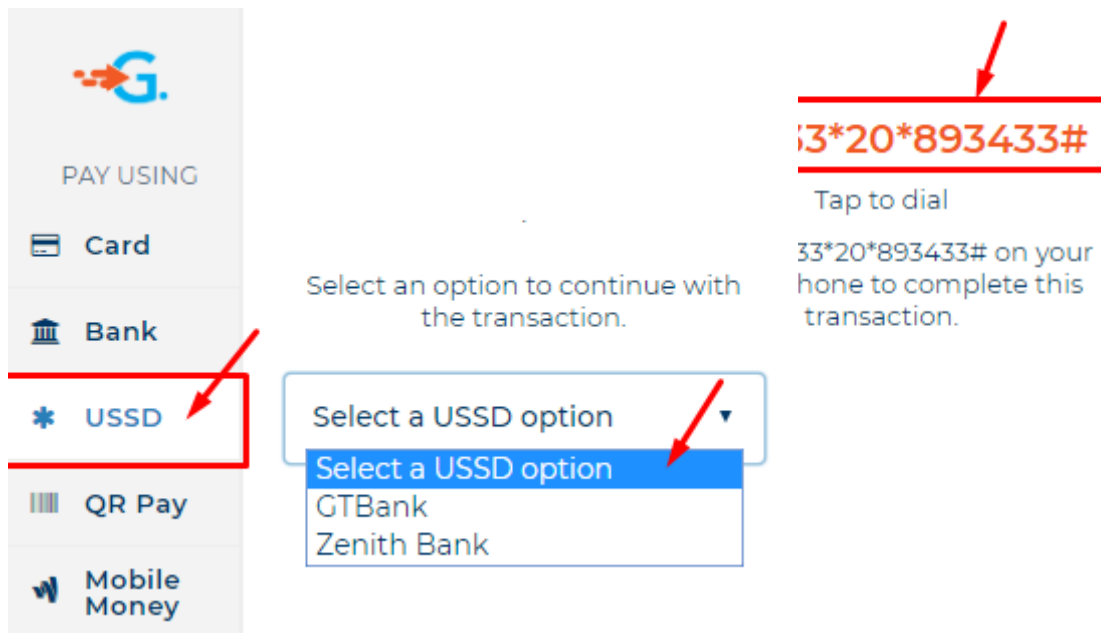 G.
PAY USING
Card
Bank
USSD
QR Pay
Mobile
Money
Select an option to continue with
the transaction.
Select a USSD option
Select a USSD option
GTBank
Zenith Bank
33*20*893433#
Tap to dial
33*20*893433# on your
hone to complete this
transaction.